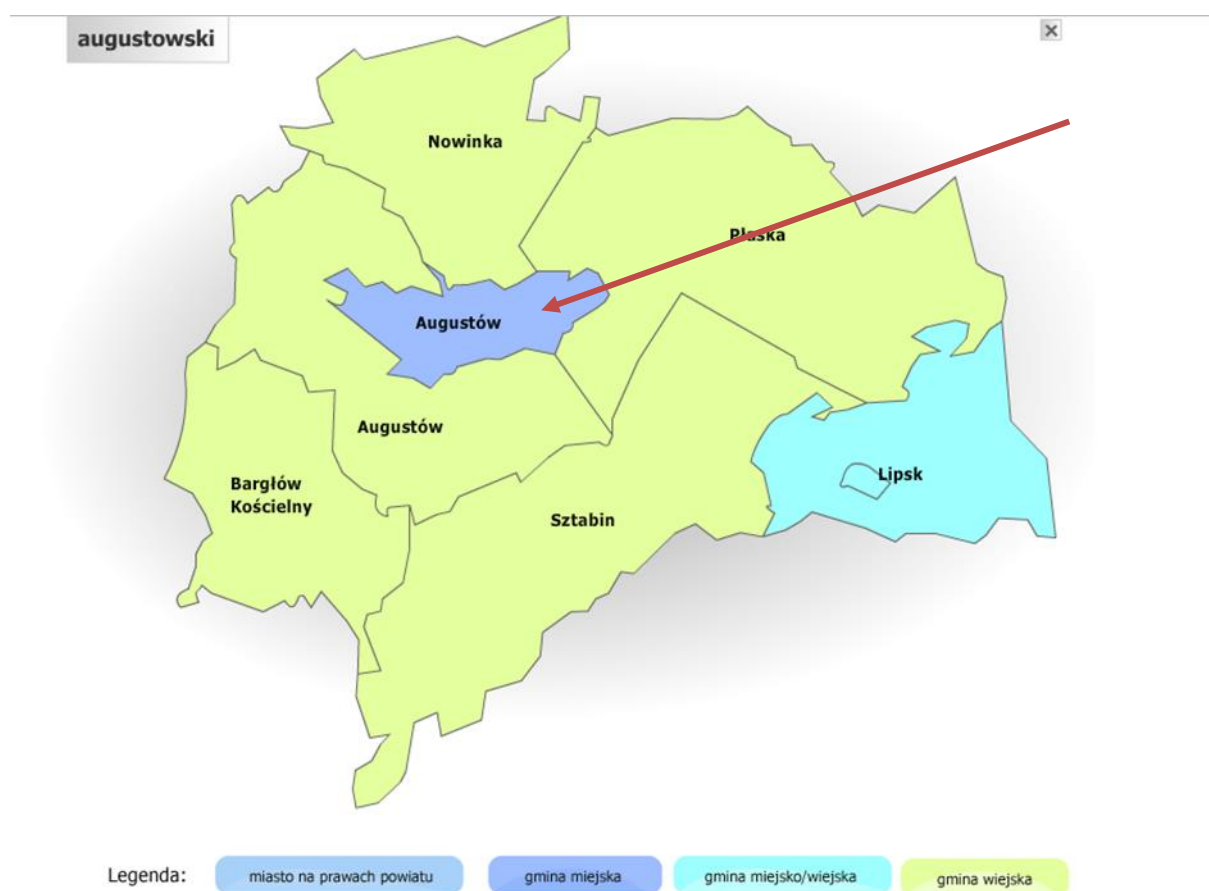 augustowski
Nowinka
Płaska
Augustów
Augustów
Bargłów
Kościelny
Lipsk
Sztabin
Legenda:
miasto na prawach powiatu
gmina miejska
gmina miejsko/wiejska
gmina wiejska